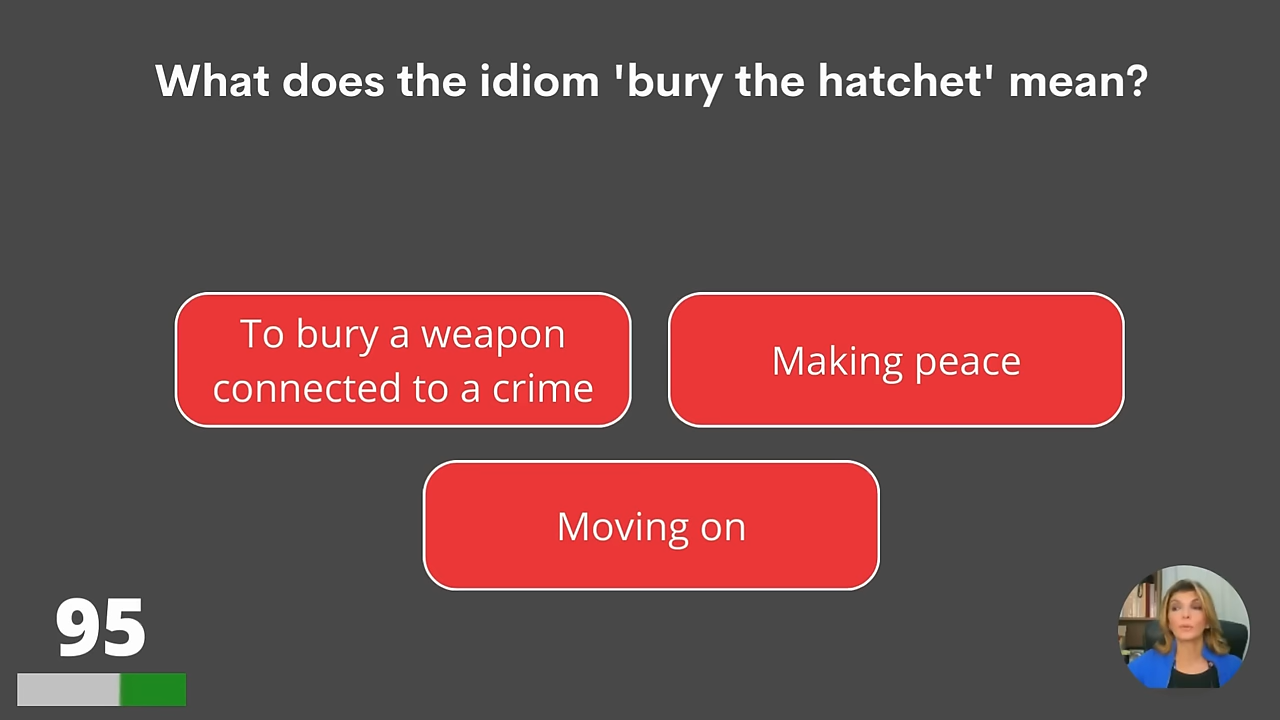 What does the idiom 'bury the hatchet' mean?
To bury a weapon
connected to a crime
Making peace
Moving on
95